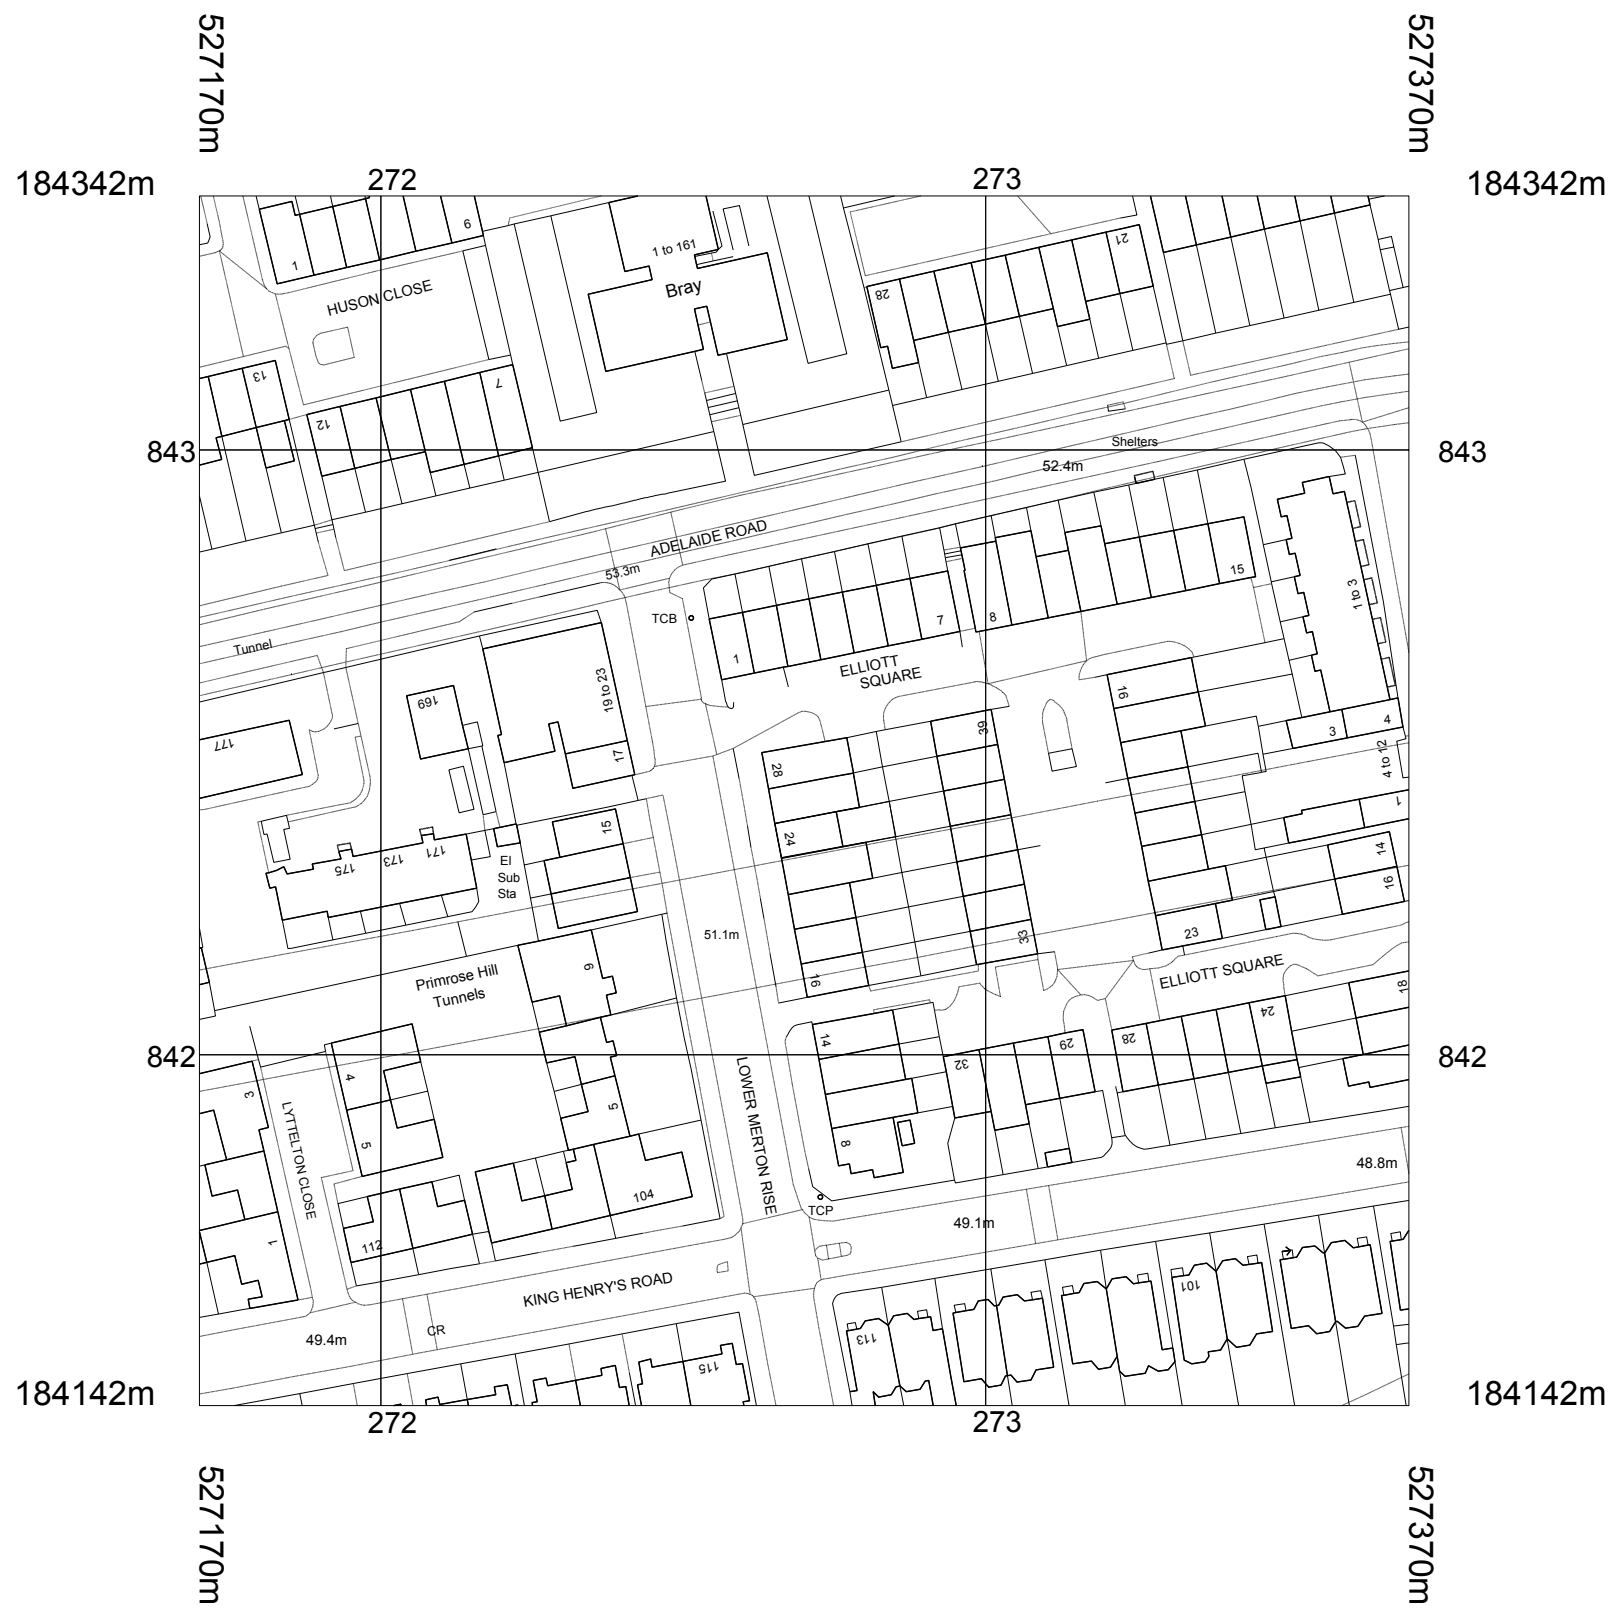 527170m
527370m
184342m
272
273
184342m
6
1
1 to 161
Bray
HUSON CLOSE
21
28
13
7
12
843
843
Shelters
52.4m
ADELAIDE ROAD
53.3m
TCB
15
1 to 3
7
8
1
ELLIOTT
SQUARE
Tunnel
169
19 to 23
177
17
28
39
16
3
4
4 to 12
1
24
15
175
173
171
El
Sub
Sta
14
16
51.1m
33
23
16
ELLIOTT SQUARE
Primrose Hill
Tunnels
9
18
24
28
29
32
14
842
842
LOWER MERTON RISE
3
4
LYTTELTON CLOSE
5
5
8
48.8m
104
TCP
49.1m
1
112
KING HENRY'S ROAD
101
49.4m
CR
113
115
184142m
184142m
272
273
527170m
527370m